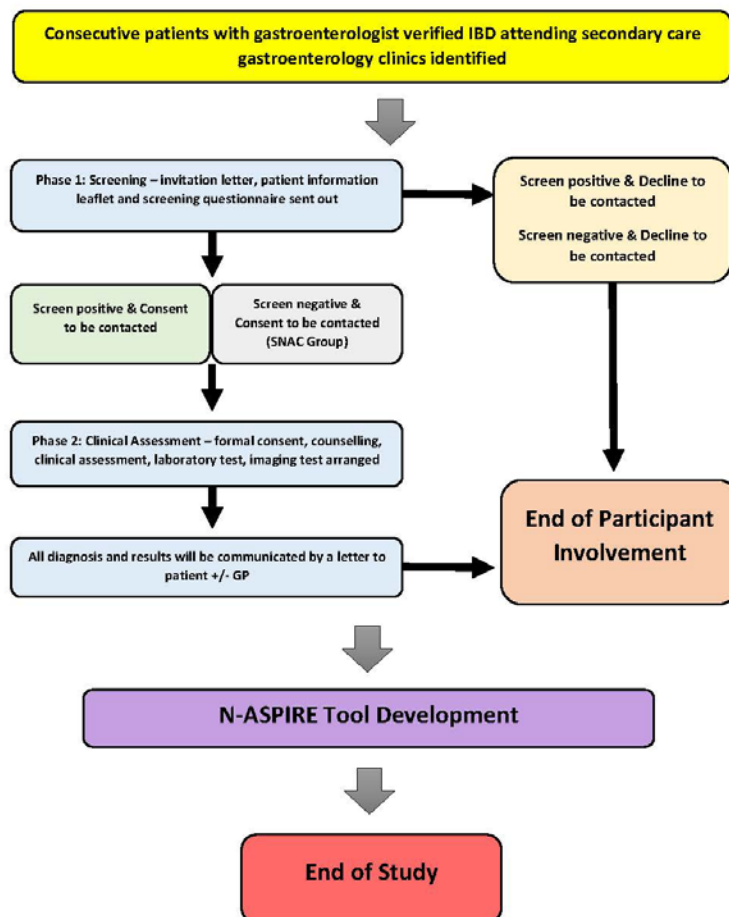 Consecutive patients with gastroenterologist verified IBD attending secondary care
gastroenterology clinics identified
Phase 1: Screening – invitation letter, patient information
leaflet and screening questionnaire sent out
Screen positive & Decline to
be contacted
Screen negative & Decline to
be contacted
Screen positive & Consent
to be contacted
Screen negative &
Consent to be contacted
(SNAC Group)
Phase 2: Clinical Assessment – formal consent, counselling,
clinical assessment, laboratory test, imaging test arranged
End of Participant
Involvement
All diagnosis and results will be communicated by a letter to
patient +/- GP
N-ASPIRE Tool Development
End of Study